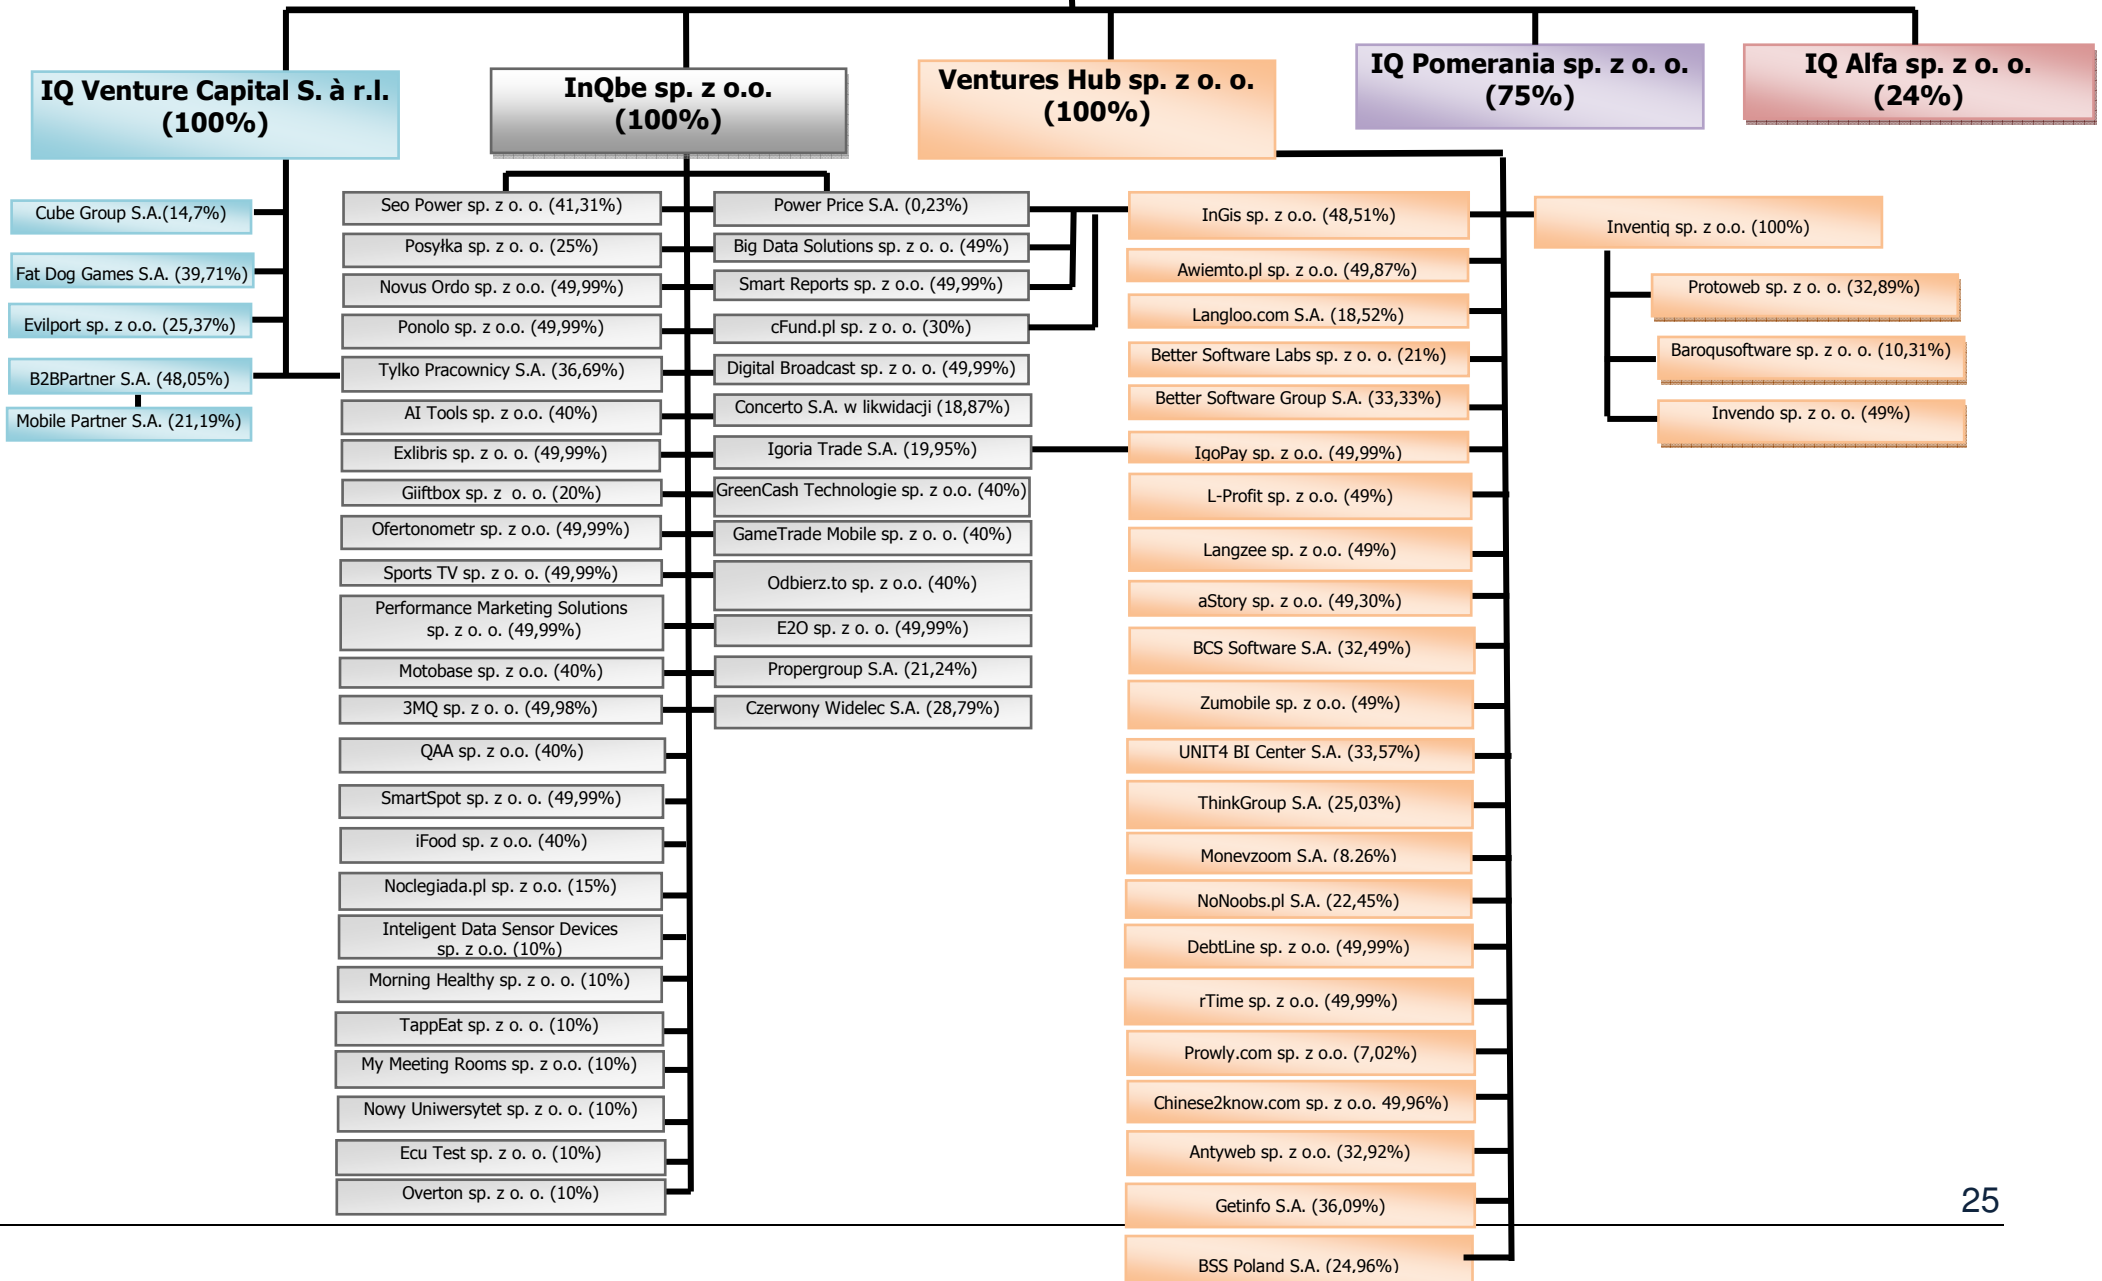 IQ Venture Capital S. à r.l.
(100%)
InQbe sp. z o.o.
(100%)
Ventures Hub sp. z o. o.
(100%)
IQ Pomerania sp. z o. o.
(75%)
IQ Alfa sp. z o. o.
(24%)
Cube Group S.A.(14,7%)
Fat Dog Games S.A. (39,71%)
Evilport sp. z o.o. (25,37%)
B2BPartner S.A. (48,05%)
Mobile Partner S.A. (21,19%)
Seo Power sp. z o. o. (41,31%)
Posyłka sp. z o. o. (25%)
Novus Ordo sp. z o.o. (49,99%)
Ponolo sp. z o.o. (49,99%)
Tylko Pracownicy S.A. (36,69%)
AI Tools sp. z o.o. (40%)
Exlibris sp. z o. o. (49,99%)
Giiftbox sp. z  o. o. (20%)
Ofertonometr sp. z o.o. (49,99%)
Sports TV sp. z o. o. (49,99%)
Performance Marketing Solutions
sp. z o. o. (49,99%)
Motobase sp. z o.o. (40%)
3MQ sp. z o. o. (49,98%)
QAA sp. z o.o. (40%)
SmartSpot sp. z o. o. (49,99%)
iFood sp. z o.o. (40%)
Noclegiada.pl sp. z o.o. (15%)
Inteligent Data Sensor Devices
sp. z o.o. (10%)
Morning Healthy sp. z o. o. (10%)
TappEat sp. z o. o. (10%)
My Meeting Rooms sp. z o.o. (10%)
Nowy Uniwersytet sp. z o. o. (10%)
Ecu Test sp. z o. o. (10%)
Overton sp. z o. o. (10%)
Power Price S.A. (0,23%)
Big Data Solutions sp. z o. o. (49%)
Smart Reports sp. z o.o. (49,99%)
cFund.pl sp. z o. o. (30%)
Digital Broadcast sp. z o. o. (49,99%)
Concerto S.A. w likwidacji (18,87%)
Igoria Trade S.A. (19,95%)
GreenCash Technologie sp. z o.o. (40%)
GameTrade Mobile sp. z o. o. (40%)
Odbierz.to sp. z o.o. (40%)
E2O sp. z o. o. (49,99%)
Propergroup S.A. (21,24%)
Czerwony Widelec S.A. (28,79%)
InGis sp. z o.o. (48,51%)
Awiemto.pl sp. z o.o. (49,87%)
Langloo.com S.A. (18,52%)
Better Software Labs sp. z o. o. (21%)
Better Software Group S.A. (33,33%)
IgoPay sp. z o.o. (49,99%)
L-Profit sp. z o.o. (49%)
Langzee sp. z o.o. (49%)
aStory sp. z o.o. (49,30%)
BCS Software S.A. (32,49%)
Zumobile sp. z o.o. (49%)
UNIT4 BI Center S.A. (33,57%)
ThinkGroup S.A. (25,03%)
Moneyzoom S.A. (8,26%)
NoNoobs.pl S.A. (22,45%)
DebtLine sp. z o.o. (49,99%)
rTime sp. z o.o. (49,99%)
Prowly.com sp. z o.o. (7,02%)
Chinese2know.com sp. z o.o. 49,96%)
Antyweb sp. z o.o. (32,92%)
Getinfo S.A. (36,09%)
BSS Poland S.A. (24,96%)
Inventiq sp. z o.o. (100%)
Protoweb sp. z o. o. (32,89%)
Baroqusoftware sp. z o. o. (10,31%)
Invendo sp. z o. o. (49%)
25